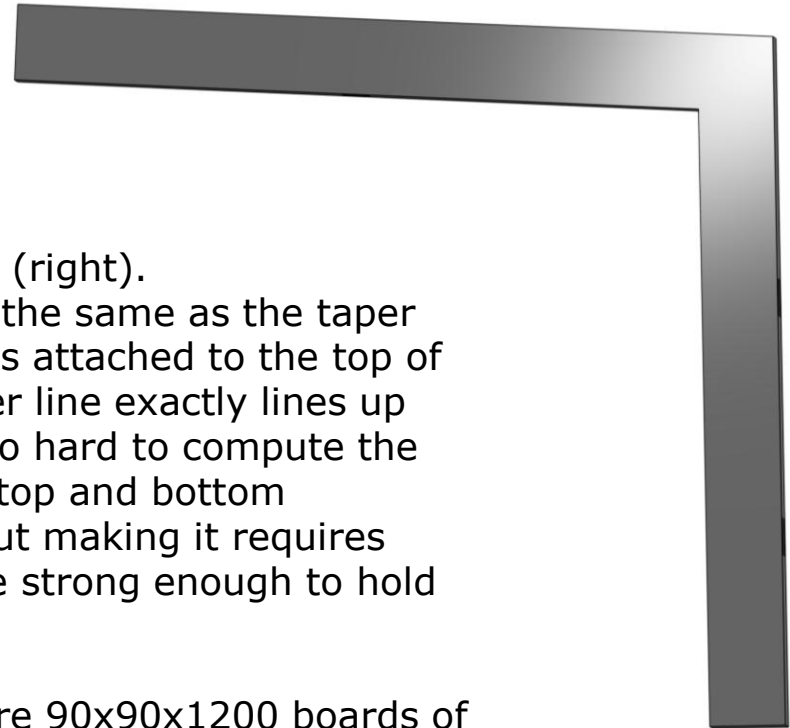 (right).
the same as the taper
s attached to the top of
er line exactly lines up
o hard to compute the
top and bottom
ut making it requires
e strong enough to hold
re 90x90x1200 boards of